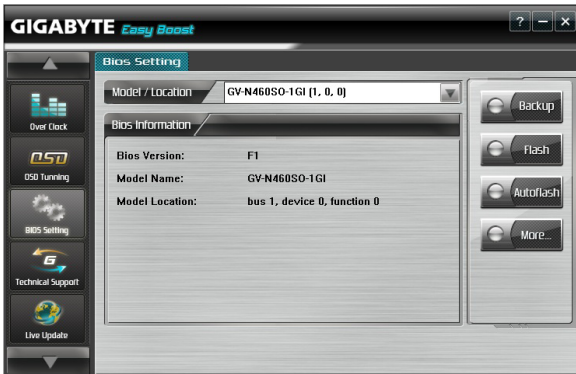 GIGABYTE Easy Boost
? – ×
Bios Setting
Model / Location GV-N460SO-1GI (1, 0, 0)
Bios Information
Bios Version: F1
Model Name: GV-N460SO-1GI
Model Location: bus 1, device 0, function 0
Over Clock
OSD
OSD Tunning
BIOS Setting
G
Technical Support
Live Update
Backup
Flash
Autoflash
More...